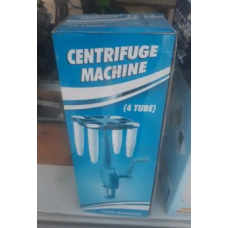 CENTRIFUGE
MACHINE
(4 TUBE)